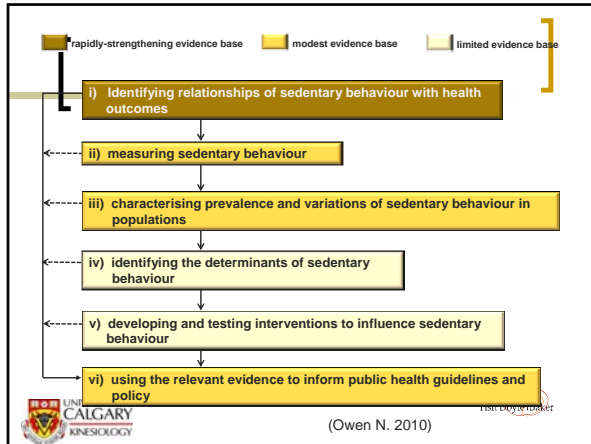 rapidly-strengthening evidence base modest evidence base limited evidence base
i) Identifying relationships of sedentary behaviour with health
outcomes
ii) measuring sedentary behaviour
iii) characterising prevalence and variations of sedentary behaviour in
populations
iv) identifying the determinants of sedentary
behaviour
v) developing and testing interventions to influence sedentary
behaviour
vi) using the relevant evidence to inform public health guidelines and
policy
CALGARY
KINESIOLOGY
(Owen N. 2010)
Doyle-Baker